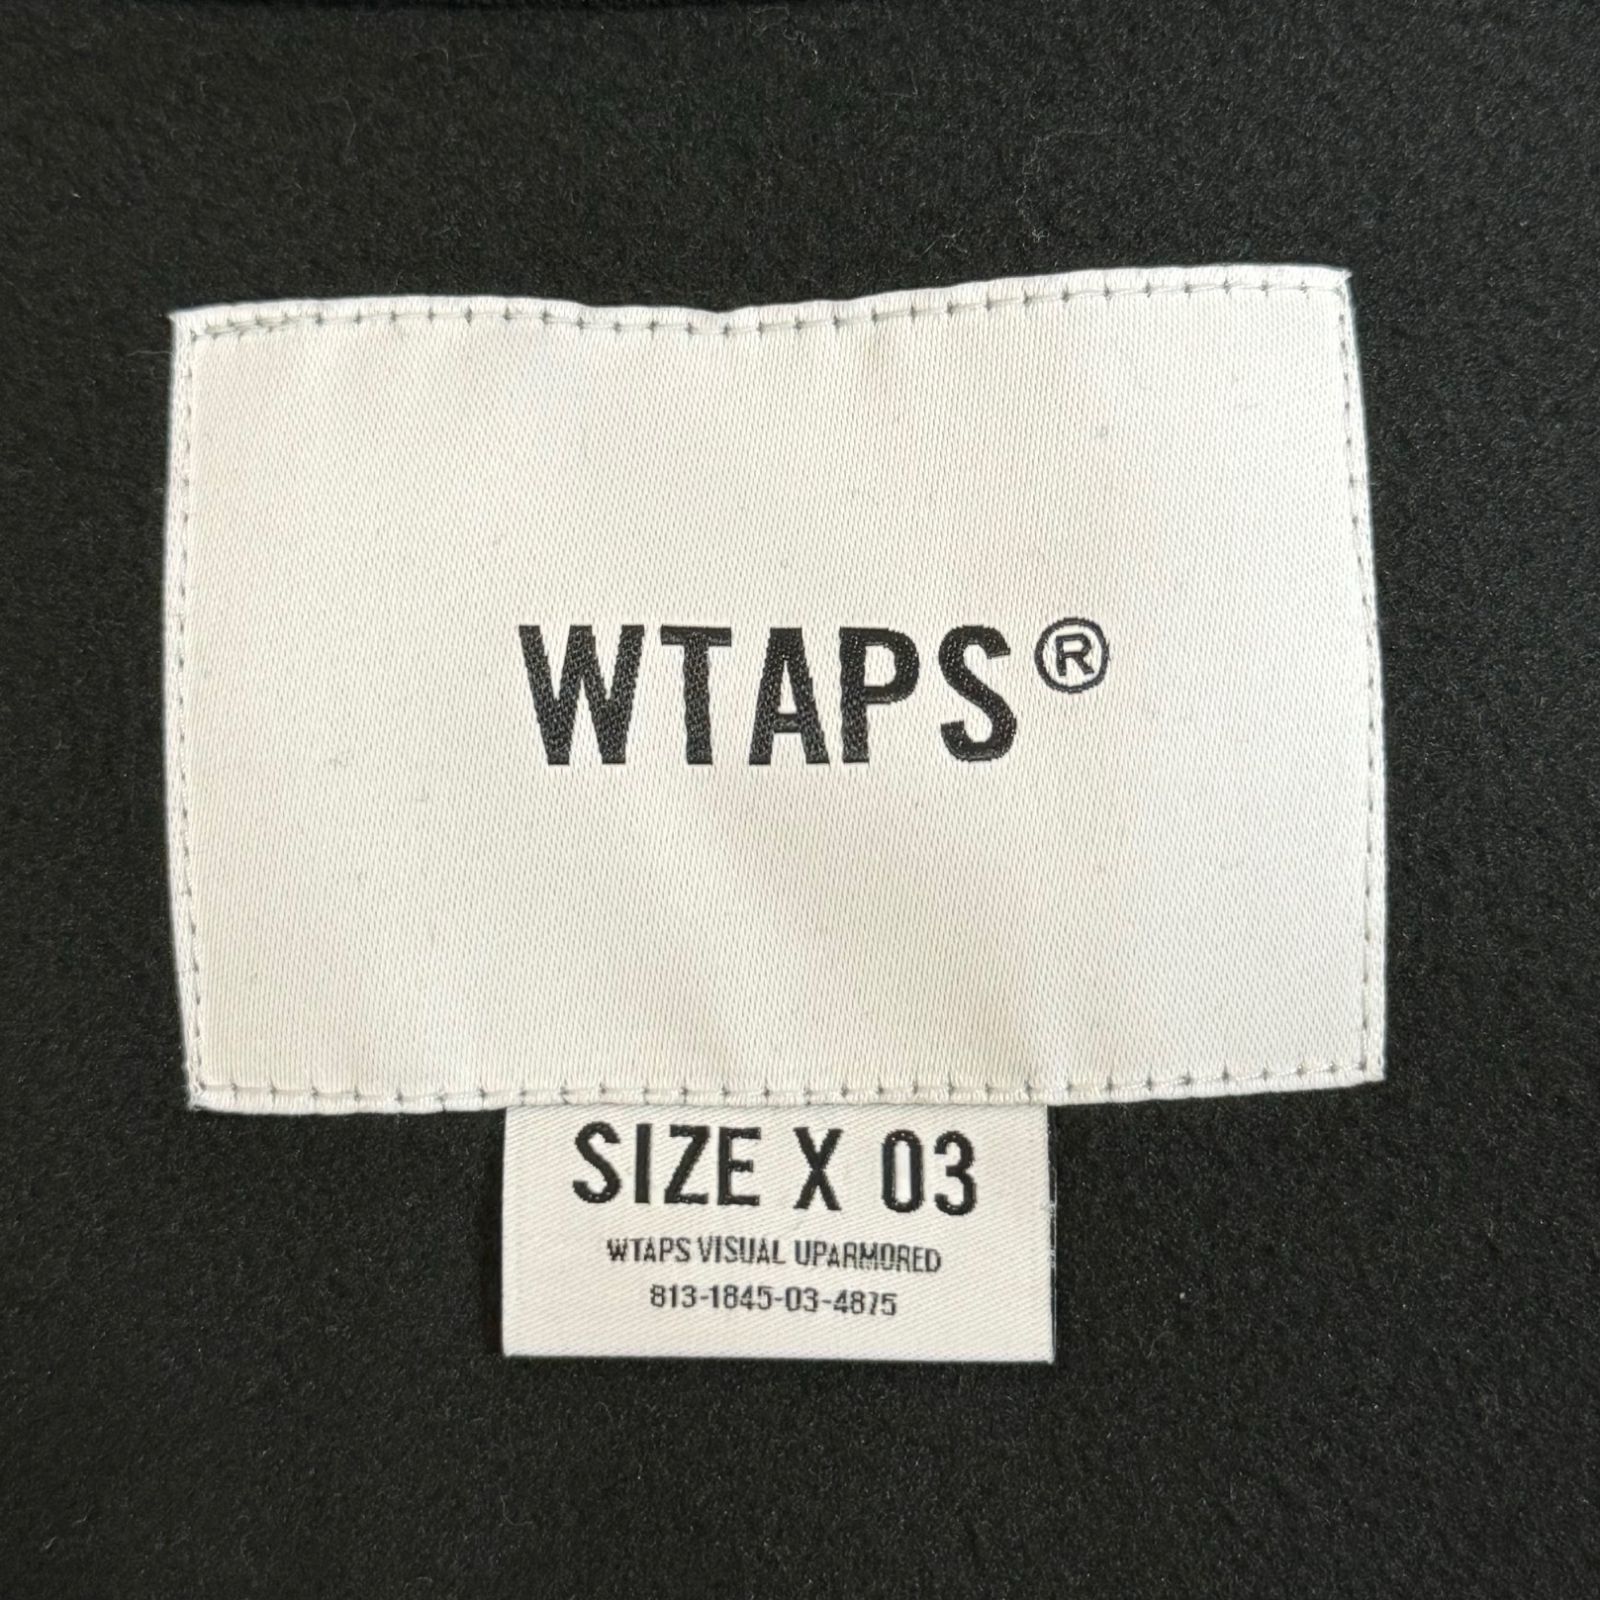 WTAPS®
SIZE X 03
WTAPS VISUAL UPARMORED
813-1845-03-4875